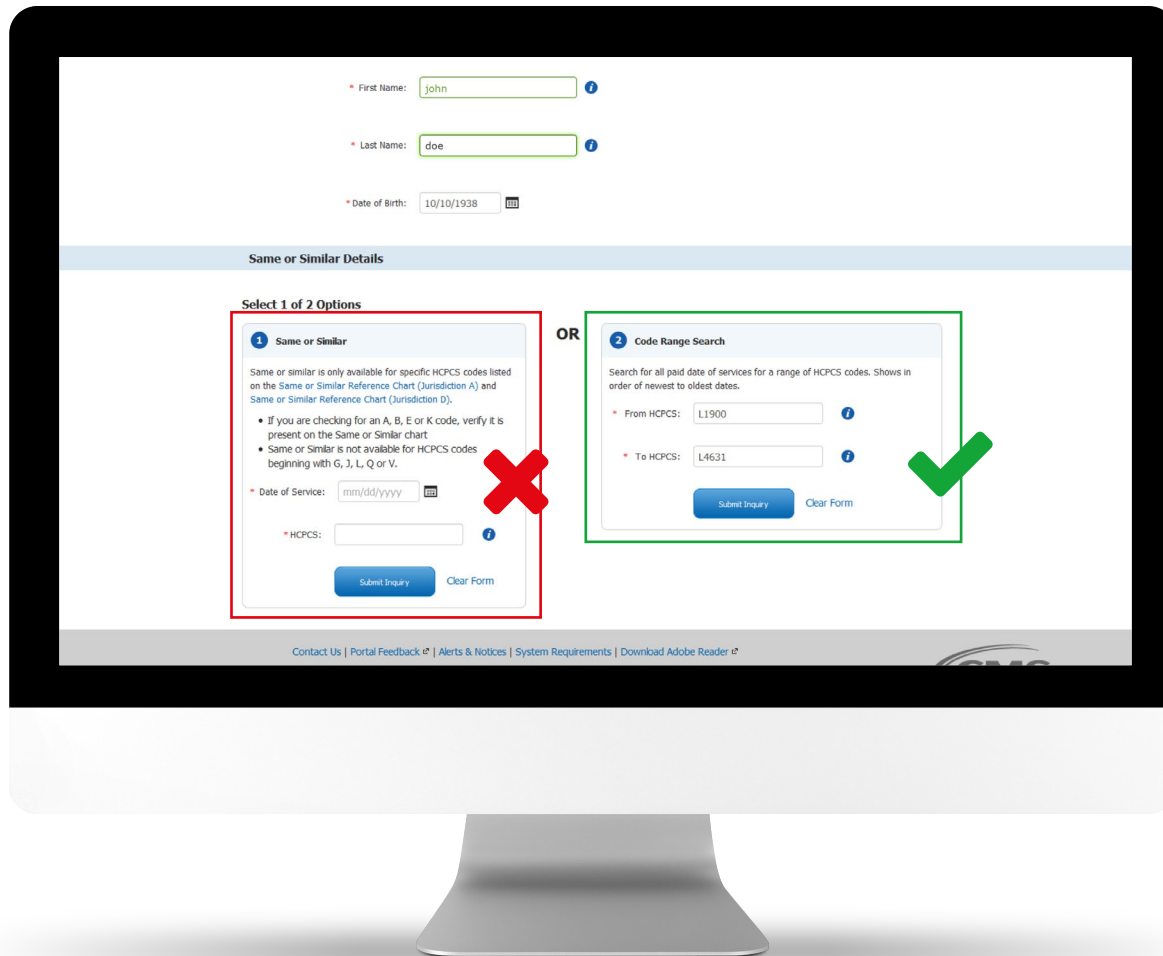 * First Name: john
* Last Name: doe
* Date of Birth: 10/10/1938
Same or Similar Details
Select 1 of 2 Options
1 Same or Similar
Same or similar is only available for specific HCPCS codes listed
on the Same or Similar Reference Chart (Jurisdiction A) and
Same or Similar Reference Chart (Jurisdiction D).
• If you are checking for an A, B, E or K code, verify it is
present on the Same or Similar chart
• Same or Similar is not available for HCPCS codes
beginning with G, J, L, Q or V.
* Date of Service: mm/dd/yyyy
* HCPCS:
Submit Inquiry Clear Form
OR
2 Code Range Search
Search for all paid date of services for a range of HCPCS codes. Shows in
order of newest to oldest dates.
* From HCPCS: L1900
* To HCPCS: L4631
Submit Inquiry Clear Form
Contact Us | Portal Feedback | Alerts & Notices | System Requirements | Download Adobe Reader
CMS